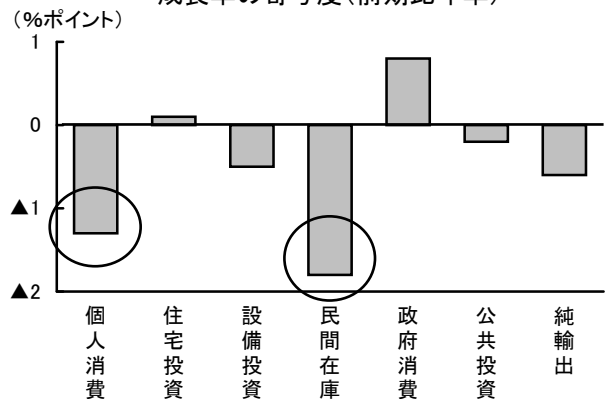 成長率の寄与度(前期比年率)
(%ポイント)
1
0
▲1
▲2
個人消費
住宅投資
設備投資
民間在庫
政府消費
公共投資
純輸出